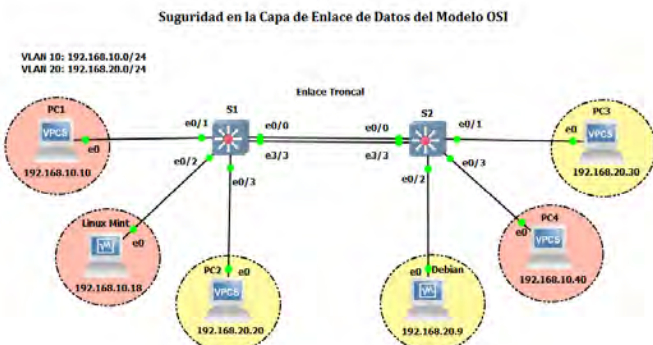 Suguridad en la Capa de Enlace de Datos del Modelo OSI
VLAN 10: 192.168.10.0/24
VLAN 20: 192.168.20.0/24
Enlace Troncal
PC1
VPCS
e0
192.168.10.10
e0/1
S1
e0/0
e3/3
e0/2
e0/3
S2
e0/0
e3/3
e0/1
e0/3
e0/2
PC3
e0
VPCS
192.168.20.30
Linux Mint
e0
192.168.10.18
PC2
e0
VPCS
192.168.20.20
e0
Debian
192.168.20.9
PC4
e0
VPCS
192.168.10.40